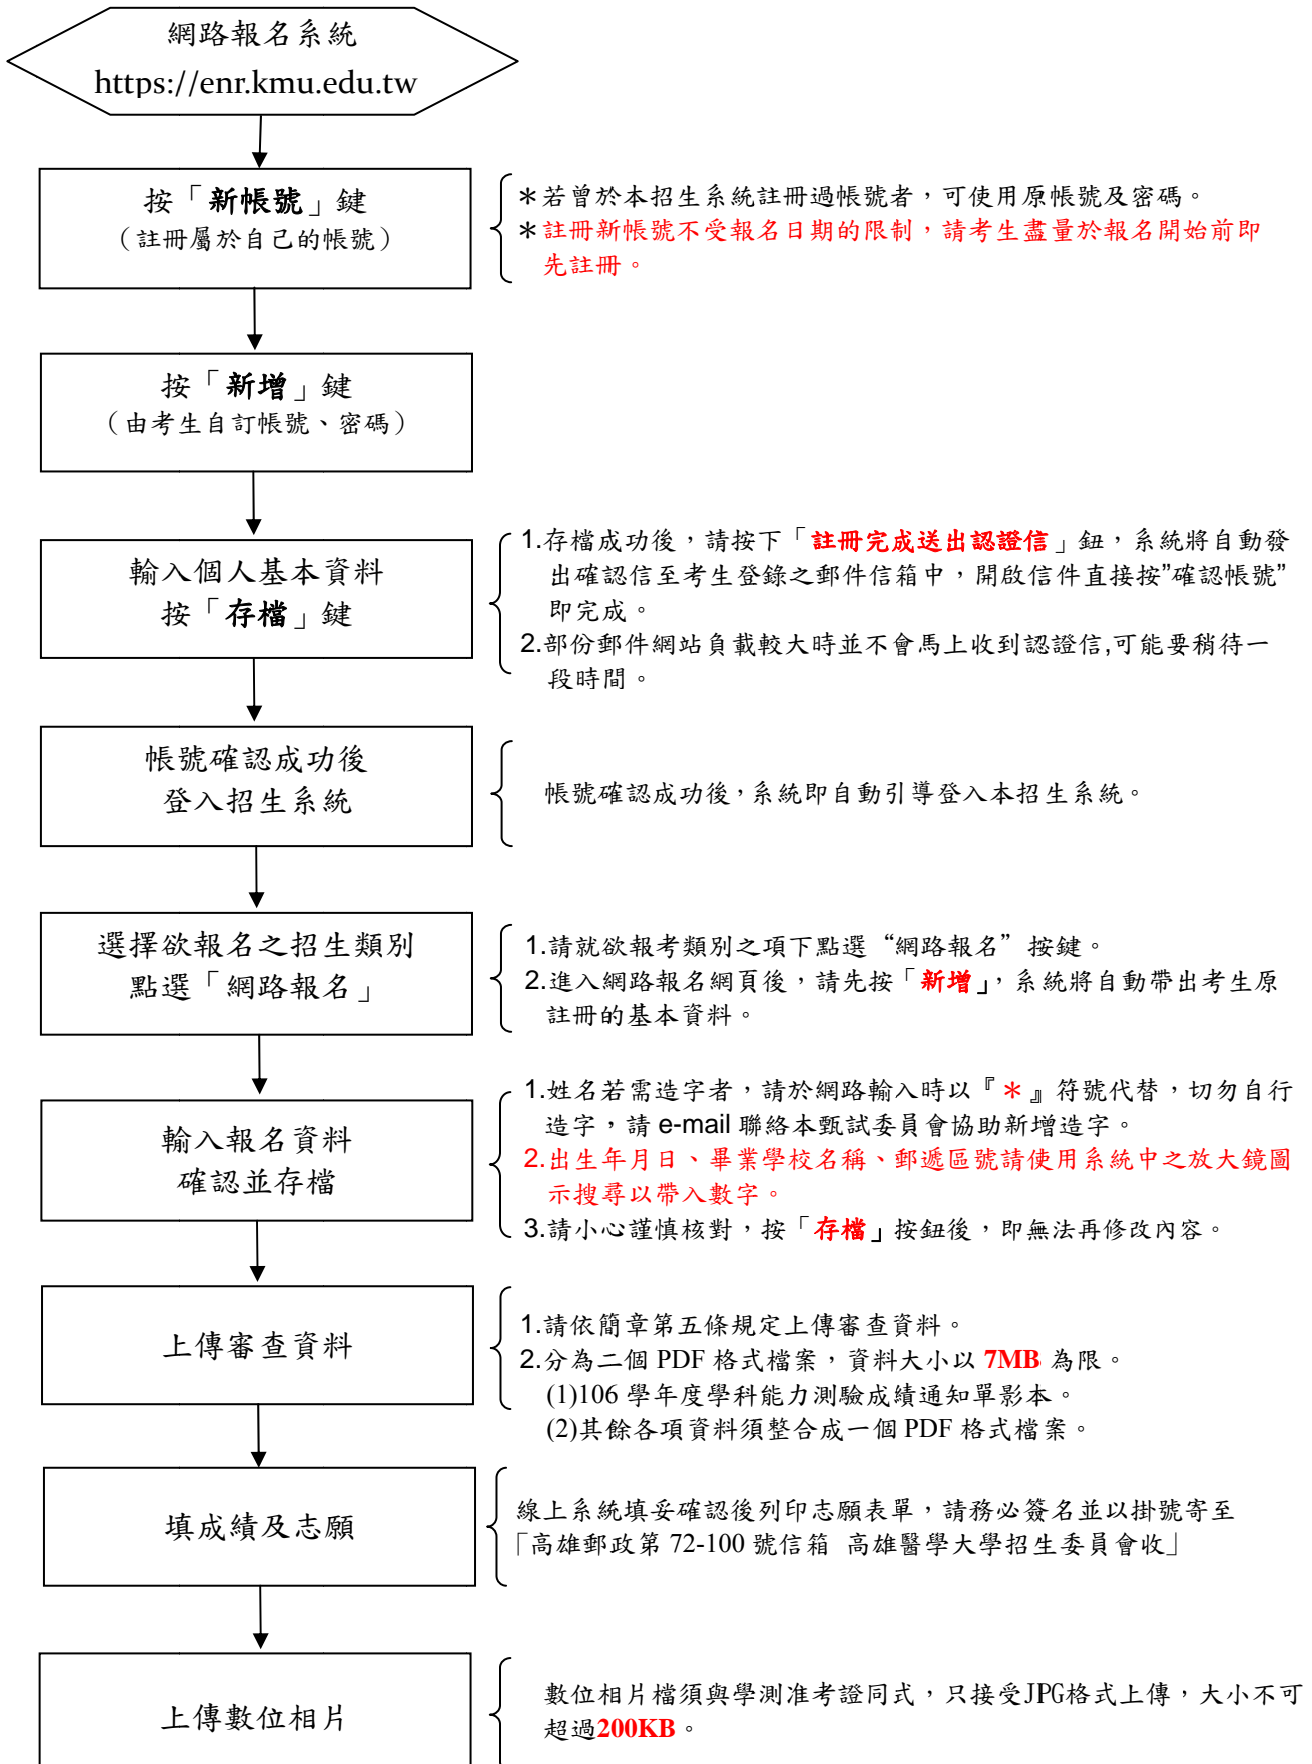 網路報名系統
https://enr.kmu.edu.tw
按「新帳號」鍵
（註冊屬於自己的帳號）
＊若曾於本招生系統註冊過帳號者，可使用原帳號及密碼。
＊註冊新帳號不受報名日期的限制，請考生盡量於報名開始前即
先註冊。
按「新增」鍵
（由考生自訂帳號、密碼）
輸入個人基本資料
按「存檔」鍵
1.存檔成功後，請按下「註冊完成送出認證信」鈕，系統將自動發
出確認信至考生登錄之郵件信箱中，開啟信件直接按”確認帳號”
即完成。
2.部份郵件網站負載較大時並不會馬上收到認證信,可能要稍待一
段時間。
帳號確認成功後
登入招生系統
帳號確認成功後，系統即自動引導登入本招生系統。
選擇欲報名之招生類別
點選「網路報名」
1.請就欲報考類別之項下點選“網路報名”按鍵。
2.進入網路報名網頁後，請先按「新增」，系統將自動帶出考生原
註冊的基本資料。
輸入報名資料
確認並存檔
1.姓名若需造字者，請於網路輸入時以『＊』符號代替，切勿自行
造字，請 e-mail 聯絡本甄試委員會協助新增造字。
2.出生年月日、畢業學校名稱、郵遞區號請使用系統中之放大鏡圖
示搜尋以帶入數字。
3.請小心謹慎核對，按「存檔」按鈕後，即無法再修改內容。
上傳審查資料
1.請依簡章第五條規定上傳審查資料。
2.分為二個 PDF 格式檔案，資料大小以 7MB 為限。
(1)106 學年度學科能力測驗成績通知單影本。
(2)其餘各項資料須整合成一個 PDF 格式檔案。
填成績及志願
線上系統填妥確認後列印志願表單，請務必簽名並以掛號寄至
「高雄郵政第 72-100 號信箱 高雄醫學大學招生委員會收」
上傳數位相片
數位相片檔須與學測准考證同式，只接受JPG格式上傳，大小不可
超過200KB。